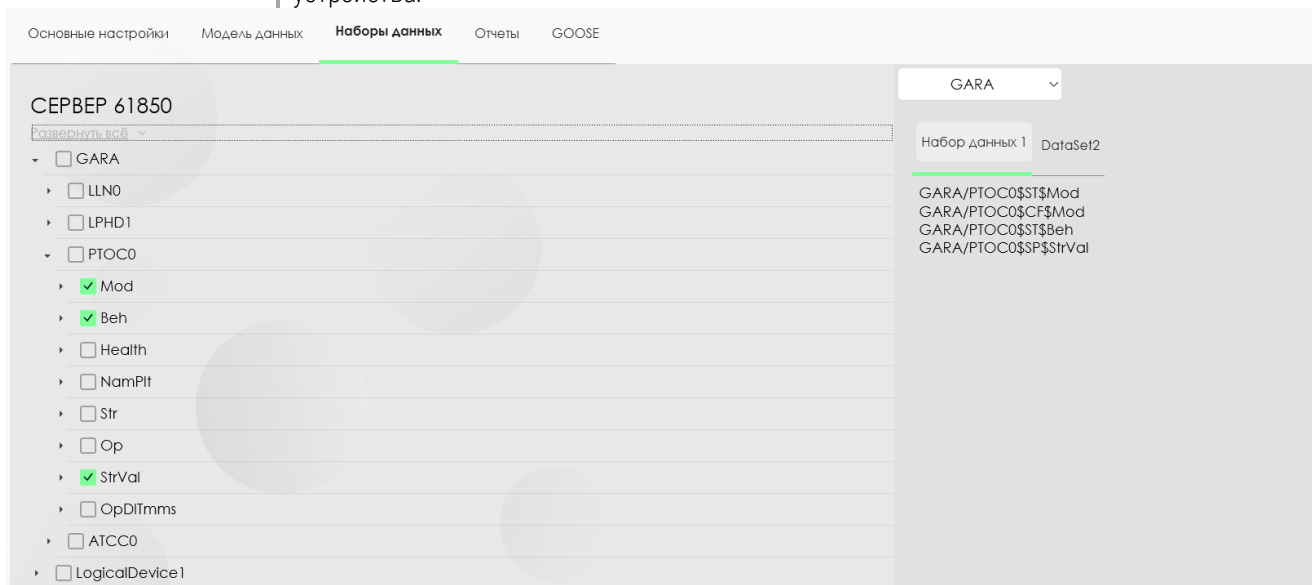 устройства.
Основные настройки Модель данных Наборы данных Отчеты GOOSE
СЕРВЕР 61850
Развернуть всё
GARA
LLN0
LPHD1
PTOC0
Mod
Beh
Health
NamPlt
Str
Op
StrVal
OpDlTmms
ATCC0
LogicalDevice1
GARA
Набор данных 1 DataSet2
GARA/PTOC0$ST$Mod
GARA/PTOC0$CF$Mod
GARA/PTOC0$ST$Beh
GARA/PTOC0$SP$StrVal